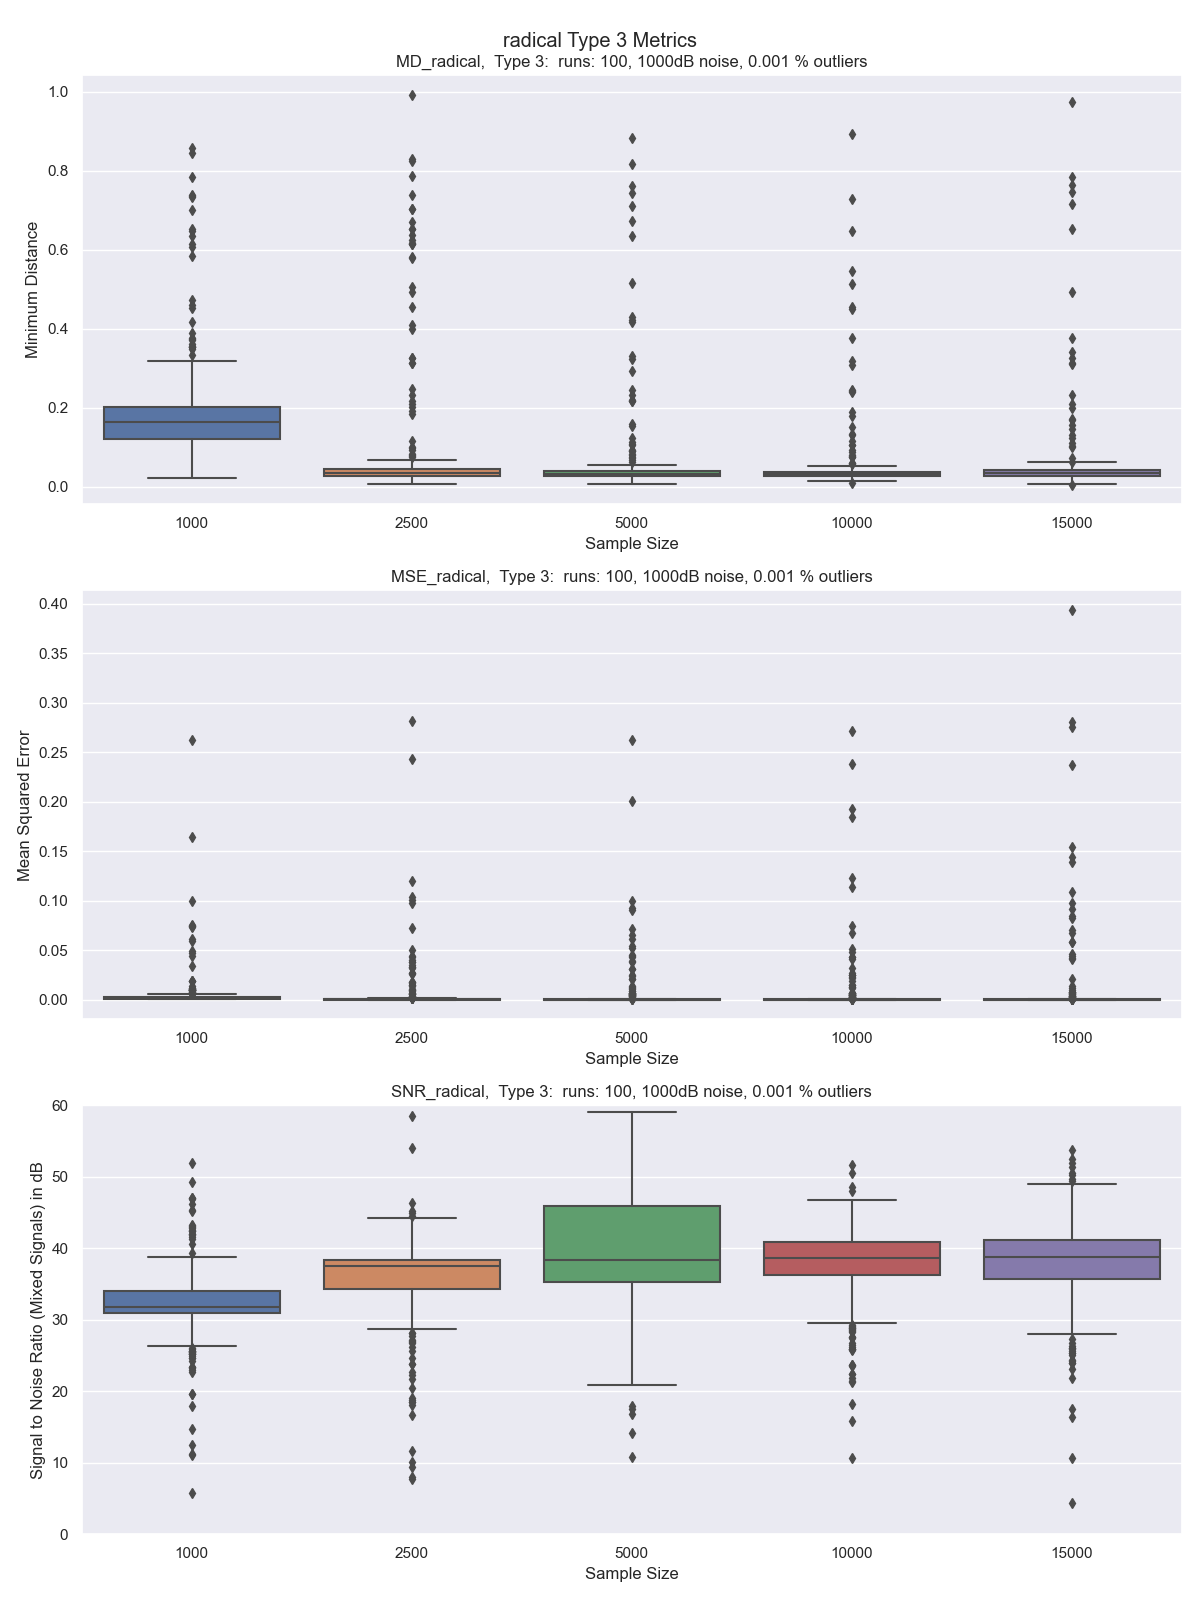 radical Type 3 Metrics
MD_radical,  Type 3:  runs: 100, 1000dB noise, 0.001 % outliers
1.0
0.8
0.6
0.4
0.2
0.0
Minimum Distance
1000 2500 5000 10000 15000
Sample Size
MSE_radical,  Type 3:  runs: 100, 1000dB noise, 0.001 % outliers
0.40
0.35
0.30
0.25
0.20
0.15
0.10
0.05
0.00
Mean Squared Error
1000 2500 5000 10000 15000
Sample Size
SNR_radical,  Type 3:  runs: 100, 1000dB noise, 0.001 % outliers
60
50
40
30
20
10
0
Signal to Noise Ratio (Mixed Signals) in dB
1000 2500 5000 10000 15000
Sample Size